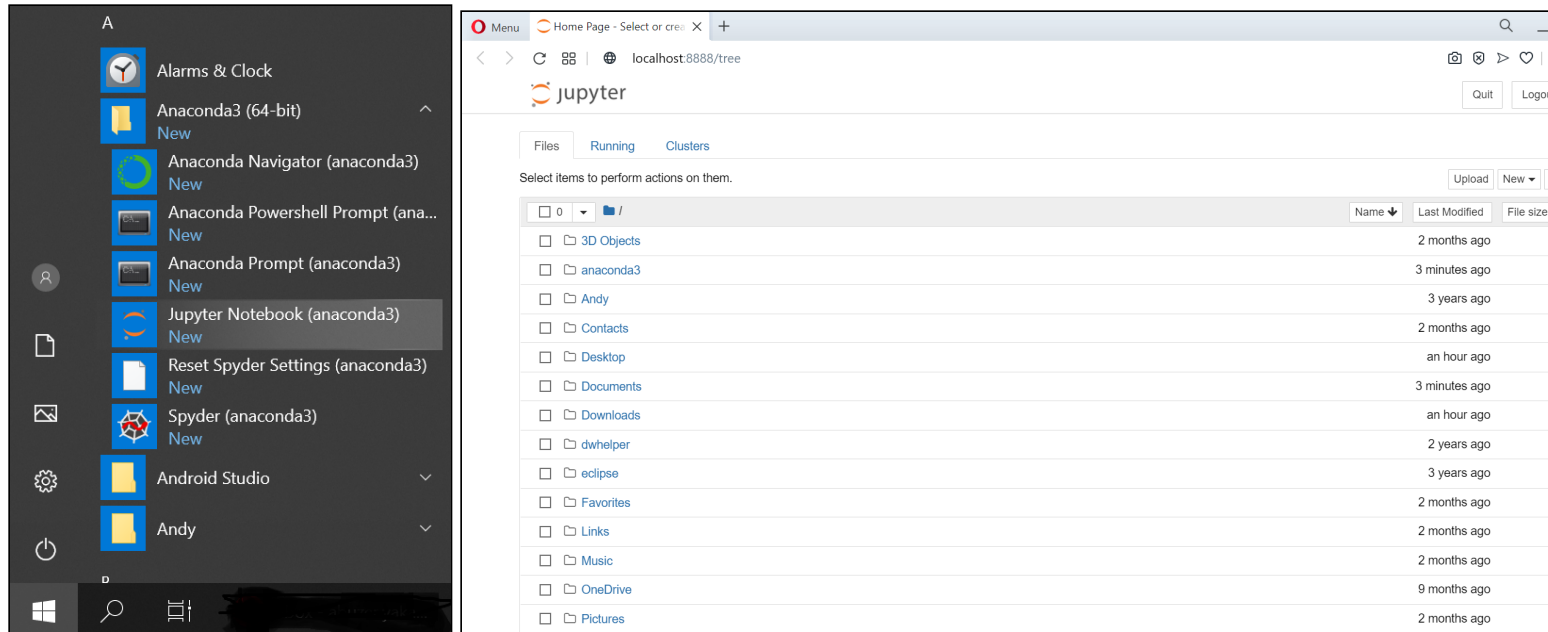 A
Alarms & Clock
Anaconda3 (64-bit)
New
Anaconda Navigator (anaconda3)
New
Anaconda Powershell Prompt (ana...
New
Anaconda Prompt (anaconda3)
New
Jupyter Notebook (anaconda3)
New
Reset Spyder Settings (anaconda3)
New
Spyder (anaconda3)
New
Android Studio
Andy
Menu
Home Page - Select or crea
localhost:8888/tree
jupyter
Quit
Logou
Files Running Clusters
Select items to perform actions on them.
Upload New
0 / Name Last Modified File size
3D Objects 2 months ago
anaconda3 3 minutes ago
Andy 3 years ago
Contacts 2 months ago
Desktop an hour ago
Documents 3 minutes ago
Downloads an hour ago
dwhelper 2 years ago
eclipse 3 years ago
Favorites 2 months ago
Links 2 months ago
Music 2 months ago
OneDrive 9 months ago
Pictures 2 months ago